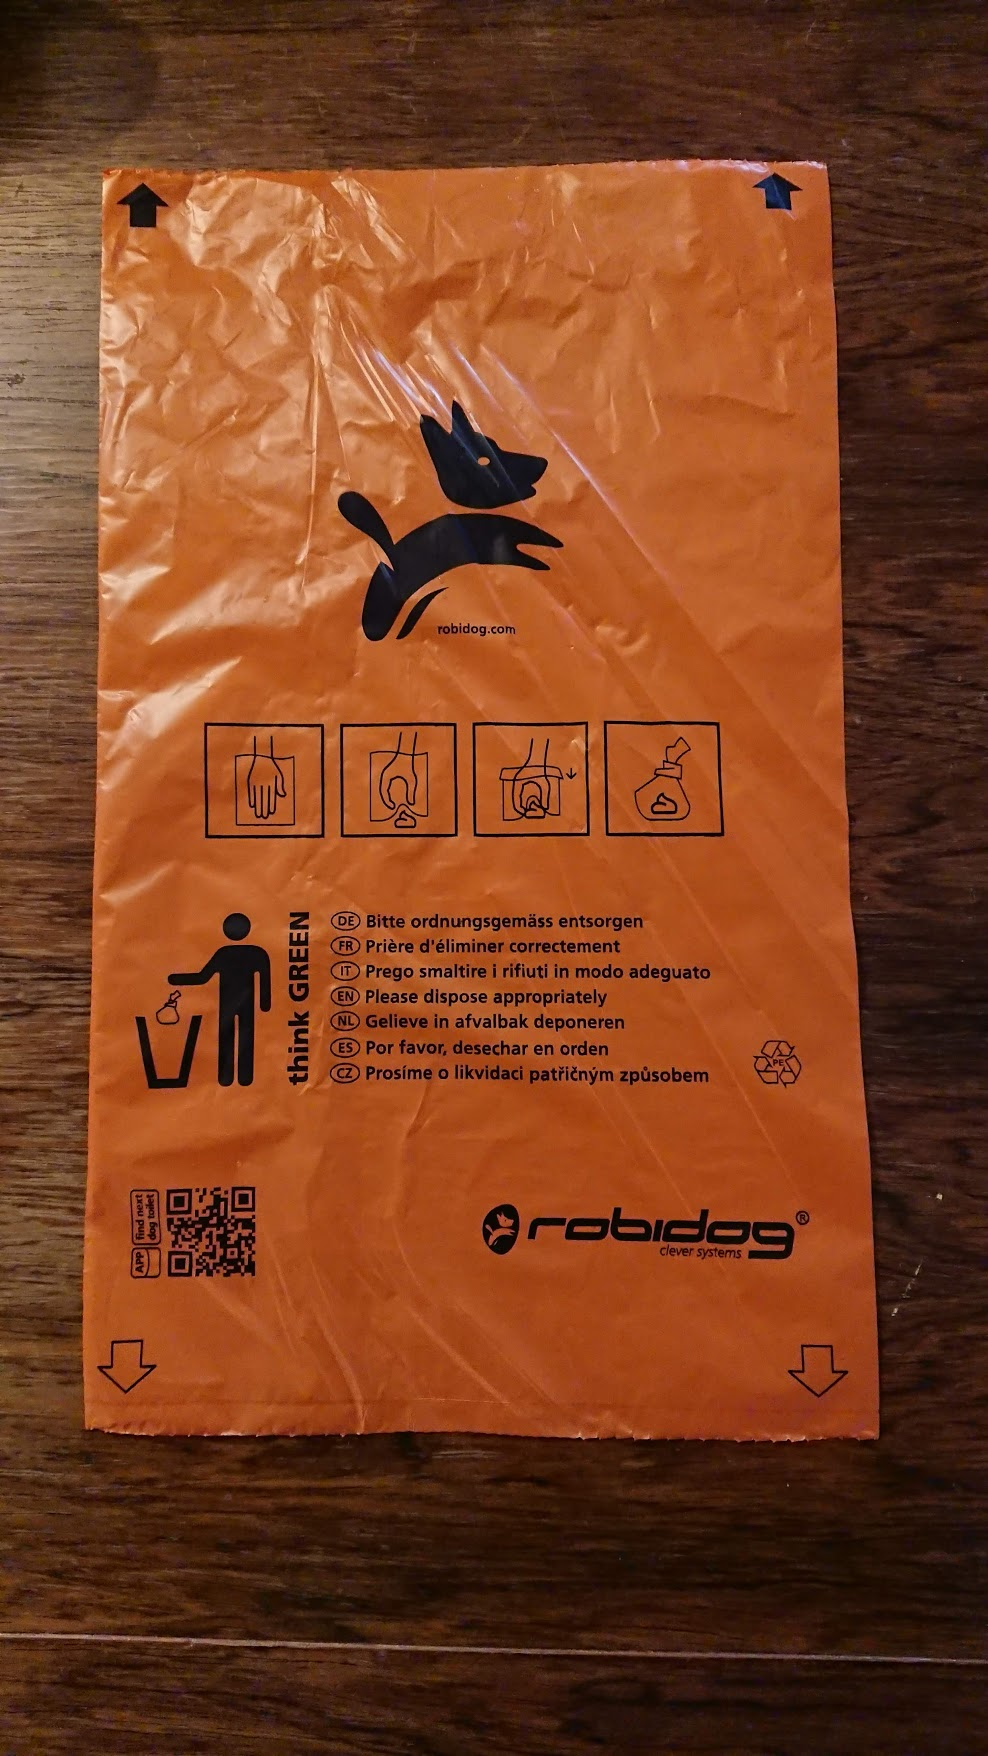 robidog.com
think GREEN
DE Bitte ordnungsgemäss entsorgen
FR Prière d'éliminer correctement
IT Prego smaltire i rifiuti in modo adeguato
EN Please dispose appropriately
NL Gelieve in afvalbak deponeren
ES Por favor, desechar en orden
CZ Prosíme o likvidaci patřičným způsobem
PE
APP
find next
dog toilet
robidog®
clever systems